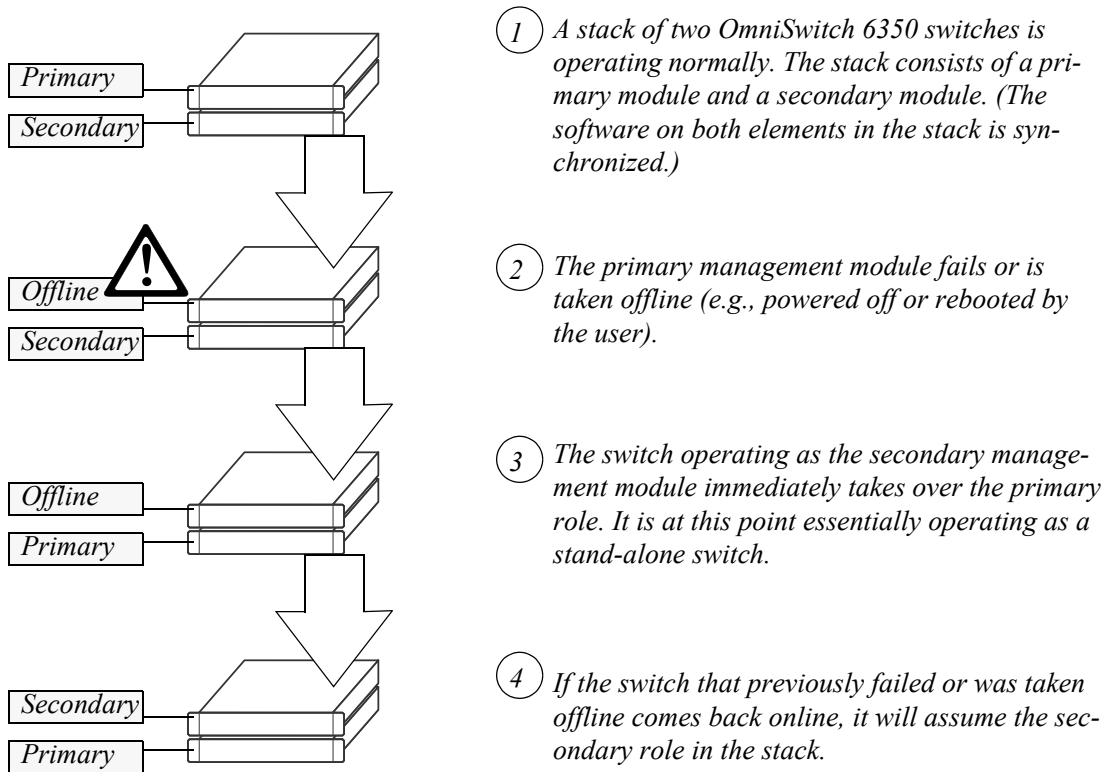 Primary
Secondary
1
A stack of two OmniSwitch 6350 switches is
operating normally. The stack consists of a pri-
mary module and a secondary module. (The
software on both elements in the stack is syn-
chronized.)
Offline
Secondary
2
The primary management module fails or is
taken offline (e.g., powered off or rebooted by
the user).
Offline
Primary
3
The switch operating as the secondary manage-
ment module immediately takes over the primary
role. It is at this point essentially operating as a
stand-alone switch.
Secondary
Primary
4
If the switch that previously failed or was taken
offline comes back online, it will assume the sec-
ondary role in the stack.